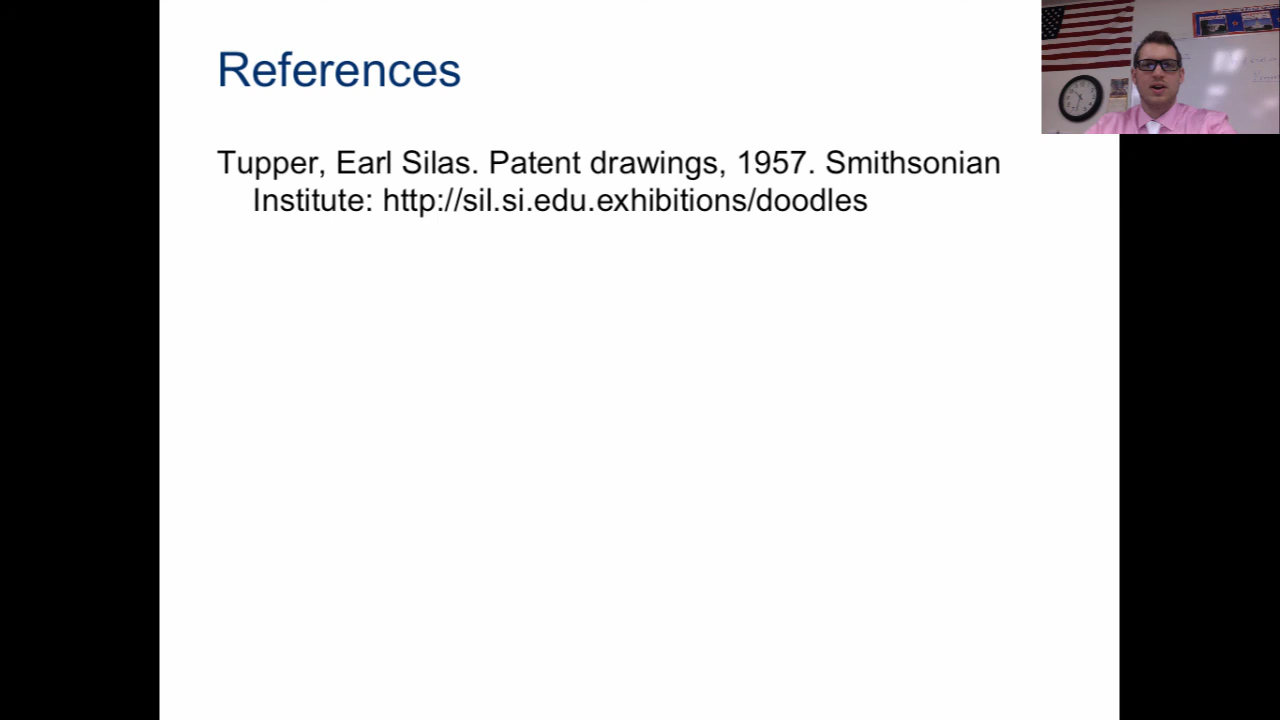 References
Tupper, Earl Silas. Patent drawings, 1957. Smithsonian
Institute: http://sil.si.edu.exhibitions/doodles